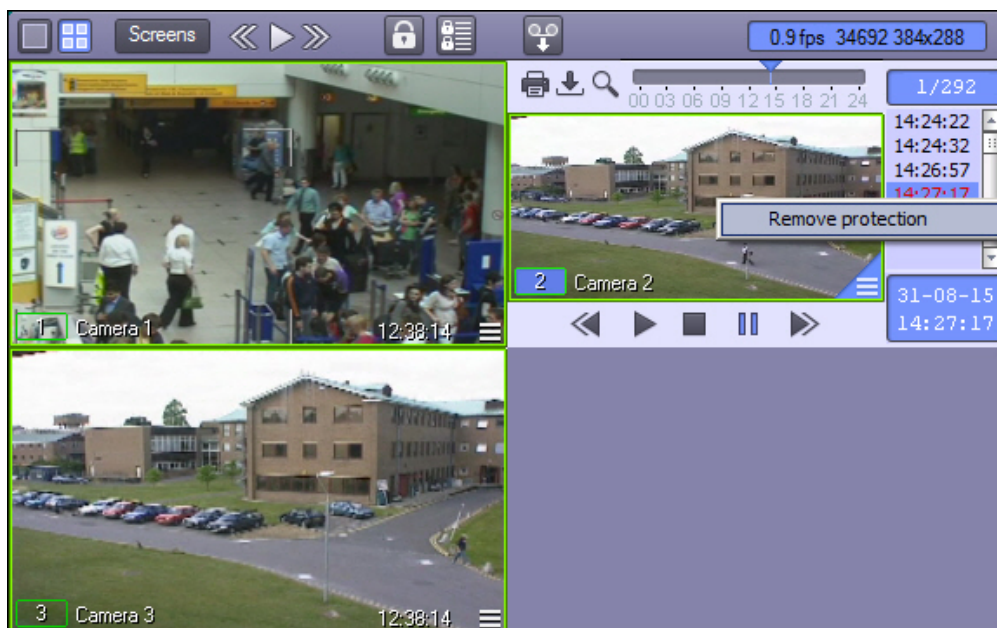 Screens
0.9 fps 34692 384x288
00 03 06 09 12 15 18 21 24
1/292
14:24:22
14:24:32
14:26:57
14:27:17
Remove protection
2 Camera 2
31-08-15
14:27:17
1 Camera 1 12:38:14
3 Camera 3 12:38:14